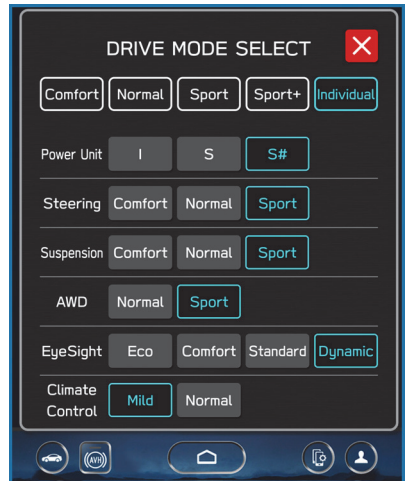 DRIVE MODE SELECT
Comfort Normal Sport Sport+ Individual
Power Unit I S S#
Steering Comfort Normal Sport
Suspension Comfort Normal Sport
AWD Normal Sport
EyeSight Eco Comfort Standard Dynamic
Climate
Control Mild Normal
AVH